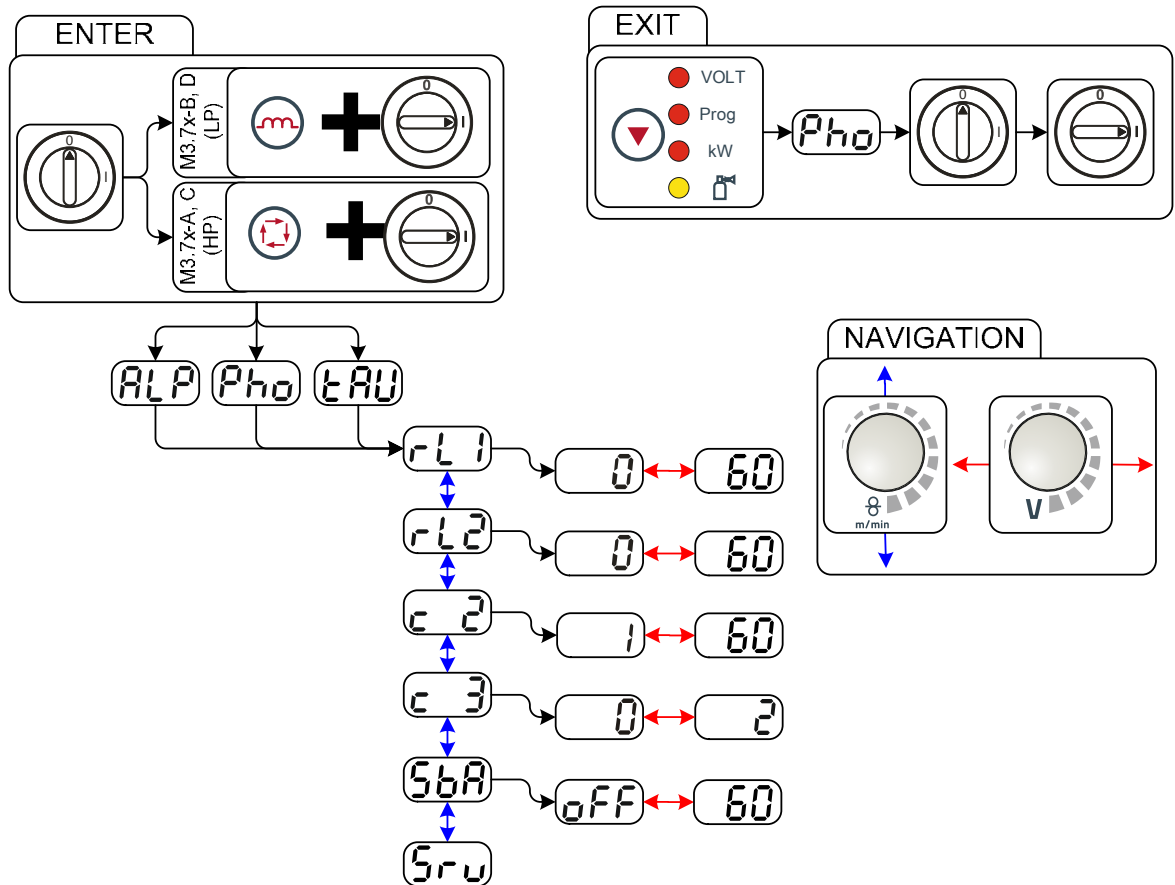 ENTER
M3.7x-B, D
(LP)
0
I
0
I
M3.7x-A, C
(HP)
0
I
EXIT
VOLT
Prog
kW
Pho
0
I
0
I
ALP
Pho
tAU
NAVIGATION
m/min
V
rL1
0
60
rL2
0
60
c 2
1
60
c 3
0
2
SbA
oFF
60
Srv